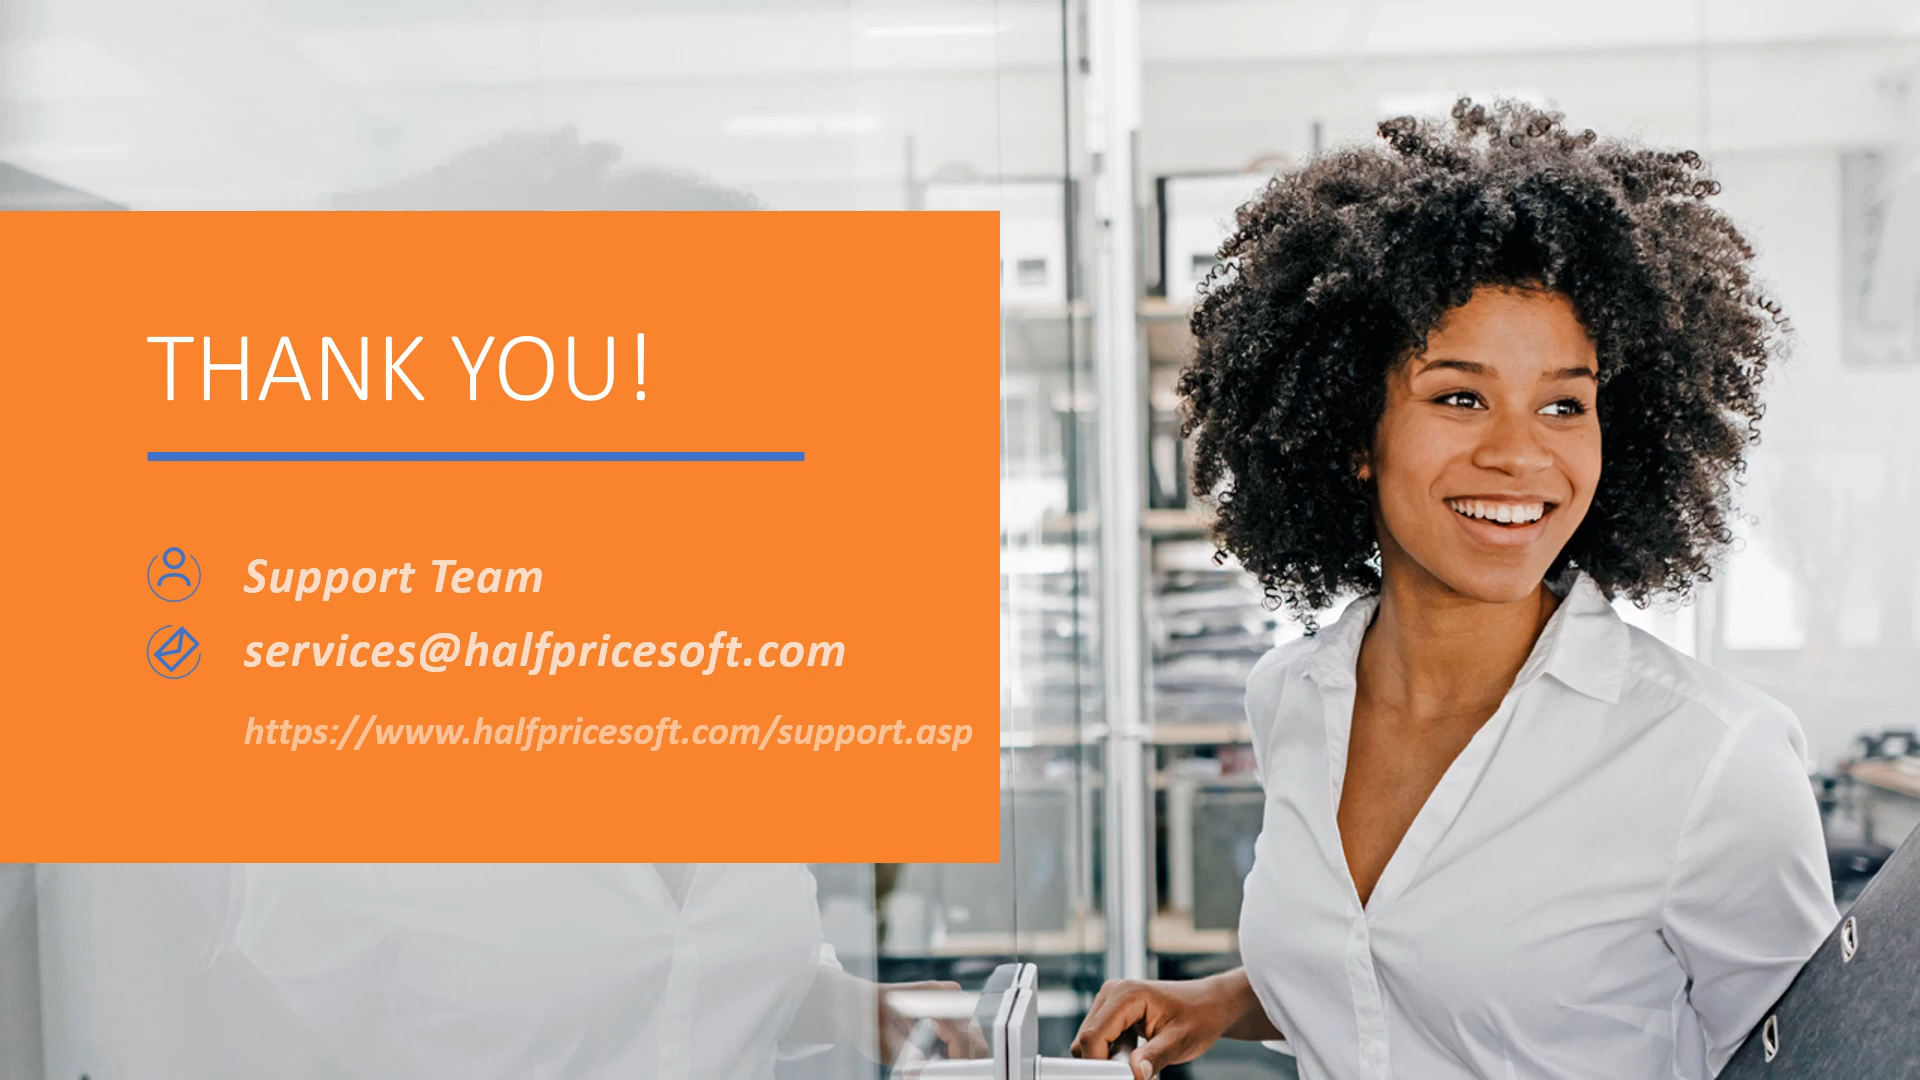 THANK YOU!
Support Team
services@halfpricesoft.com
https://www.halfpricesoft.com/support.asp